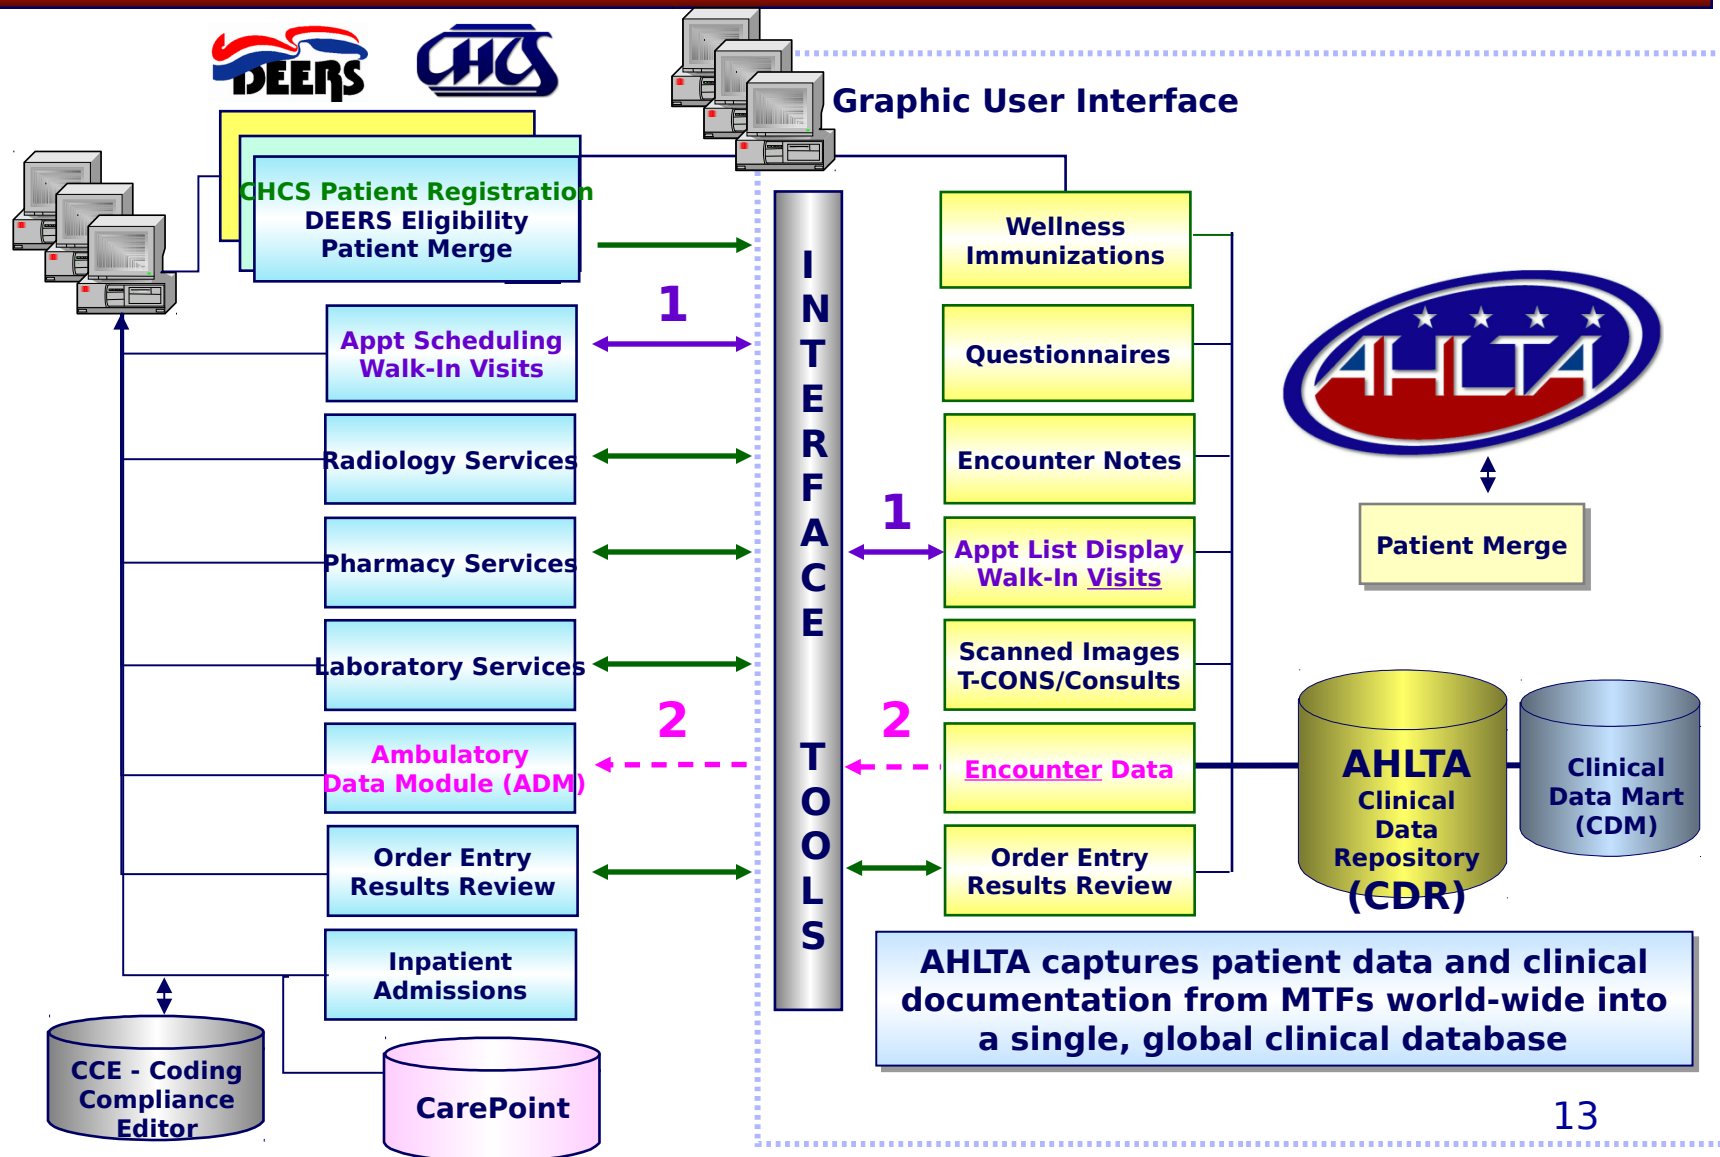 DEERS
CHCS
Graphic User Interface
CHCS Patient Registration
DEERS Eligibility
Patient Merge
1
Appt Scheduling
Walk-In Visits
Radiology Services
Pharmacy Services
Laboratory Services
2
Ambulatory
Data Module (ADM)
Order Entry
Results Review
Inpatient
Admissions
CCE - Coding
Compliance
Editor
CarePoint
INTERFACE
TOOLS
Wellness
Immunizations
Questionnaires
Encounter Notes
1
Appt List Display
Walk-In Visits
Scanned Images
T-CONS/Consults
2
Encounter Data
Order Entry
Results Review
AHLTA
Patient Merge
AHLTA
Clinical
Data
Repository
(CDR)
Clinical
Data Mart
(CDM)
AHLTA captures patient data and clinical
documentation from MTFs world-wide into
a single, global clinical database
13